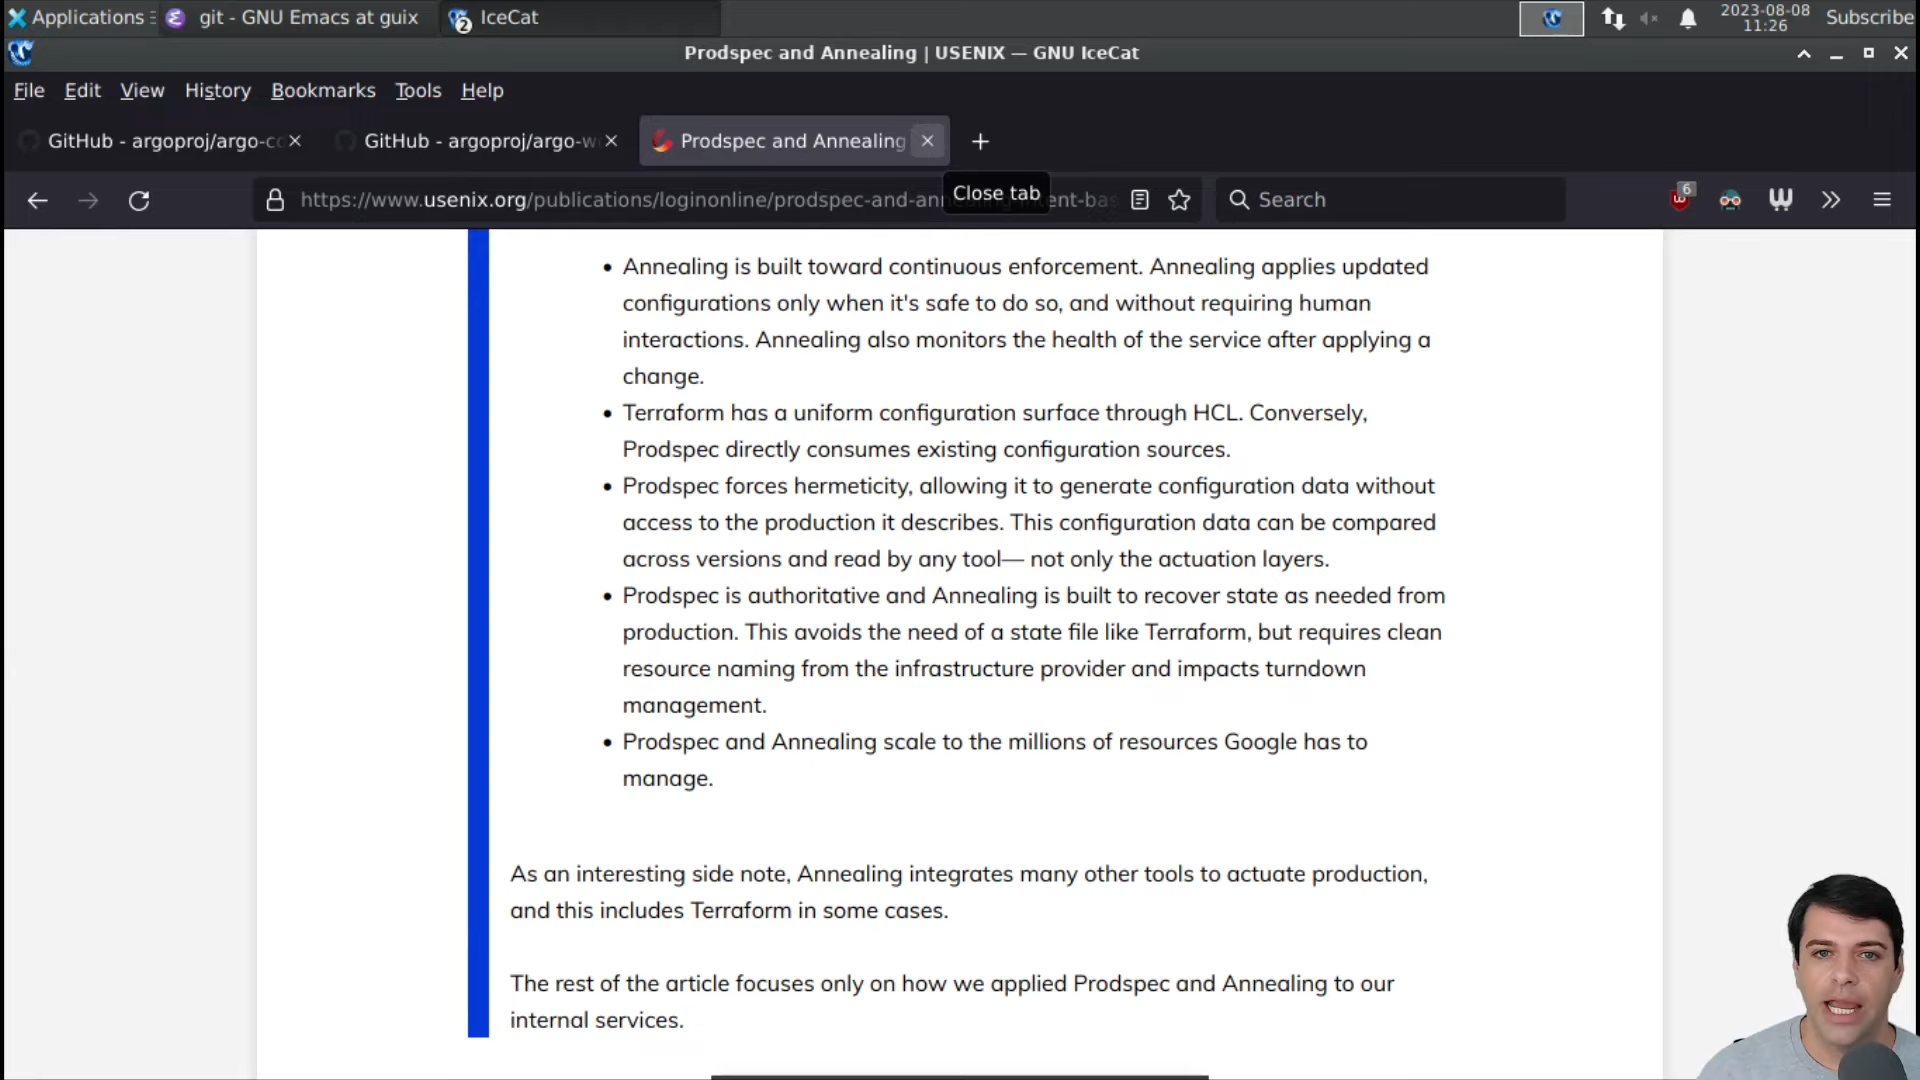 Applications
git - GNU Emacs at guix
2
IceCat
2023-08-08
11:26
Subscribe
Prodspec and Annealing | USENIX — GNU IceCat
File Edit View History Bookmarks Tools Help
GitHub - argoproj/argo-c
GitHub - argoproj/argo-w
Prodspec and Annealing
https://www.usenix.org/publications/loginonline/prodspec-and-ann
ent-bas
Close tab
Search
6
• Annealing is built toward continuous enforcement. Annealing applies updated
configurations only when it's safe to do so, and without requiring human
interactions. Annealing also monitors the health of the service after applying a
change.
• Terraform has a uniform configuration surface through HCL. Conversely,
Prodspec directly consumes existing configuration sources.
• Prodspec forces hermeticity, allowing it to generate configuration data without
access to the production it describes. This configuration data can be compared
across versions and read by any tool— not only the actuation layers.
• Prodspec is authoritative and Annealing is built to recover state as needed from
production. This avoids the need of a state file like Terraform, but requires clean
resource naming from the infrastructure provider and impacts turndown
management.
• Prodspec and Annealing scale to the millions of resources Google has to
manage.
As an interesting side note, Annealing integrates many other tools to actuate production,
and this includes Terraform in some cases.
The rest of the article focuses only on how we applied Prodspec and Annealing to our
internal services.